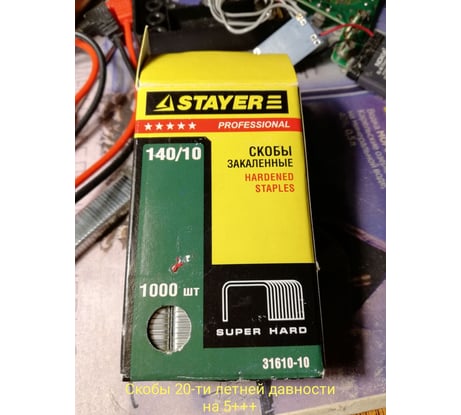 STAYER
PROFESSIONAL
140/10
СКОБЫ
ЗАКАЛЕННЫЕ
HARDENED
STAPLES
1000 шт
SUPER HARD
31610-10
Скобы 20-ти летней давности
на 5+++